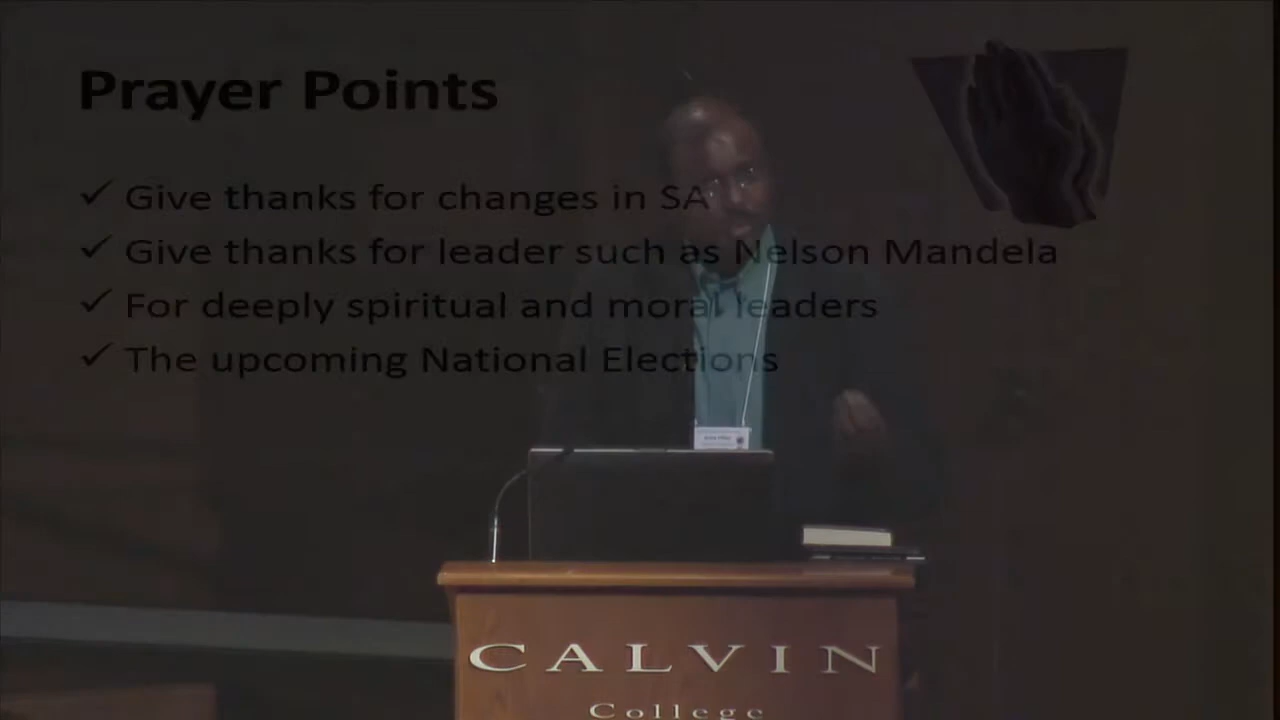 Prayer Points
✓ Give thanks for changes in SA
✓ Give thanks for leader such as Nelson Mandela
✓ For deeply spiritual and moral leaders
✓ The upcoming National Elections
CALVIN
College